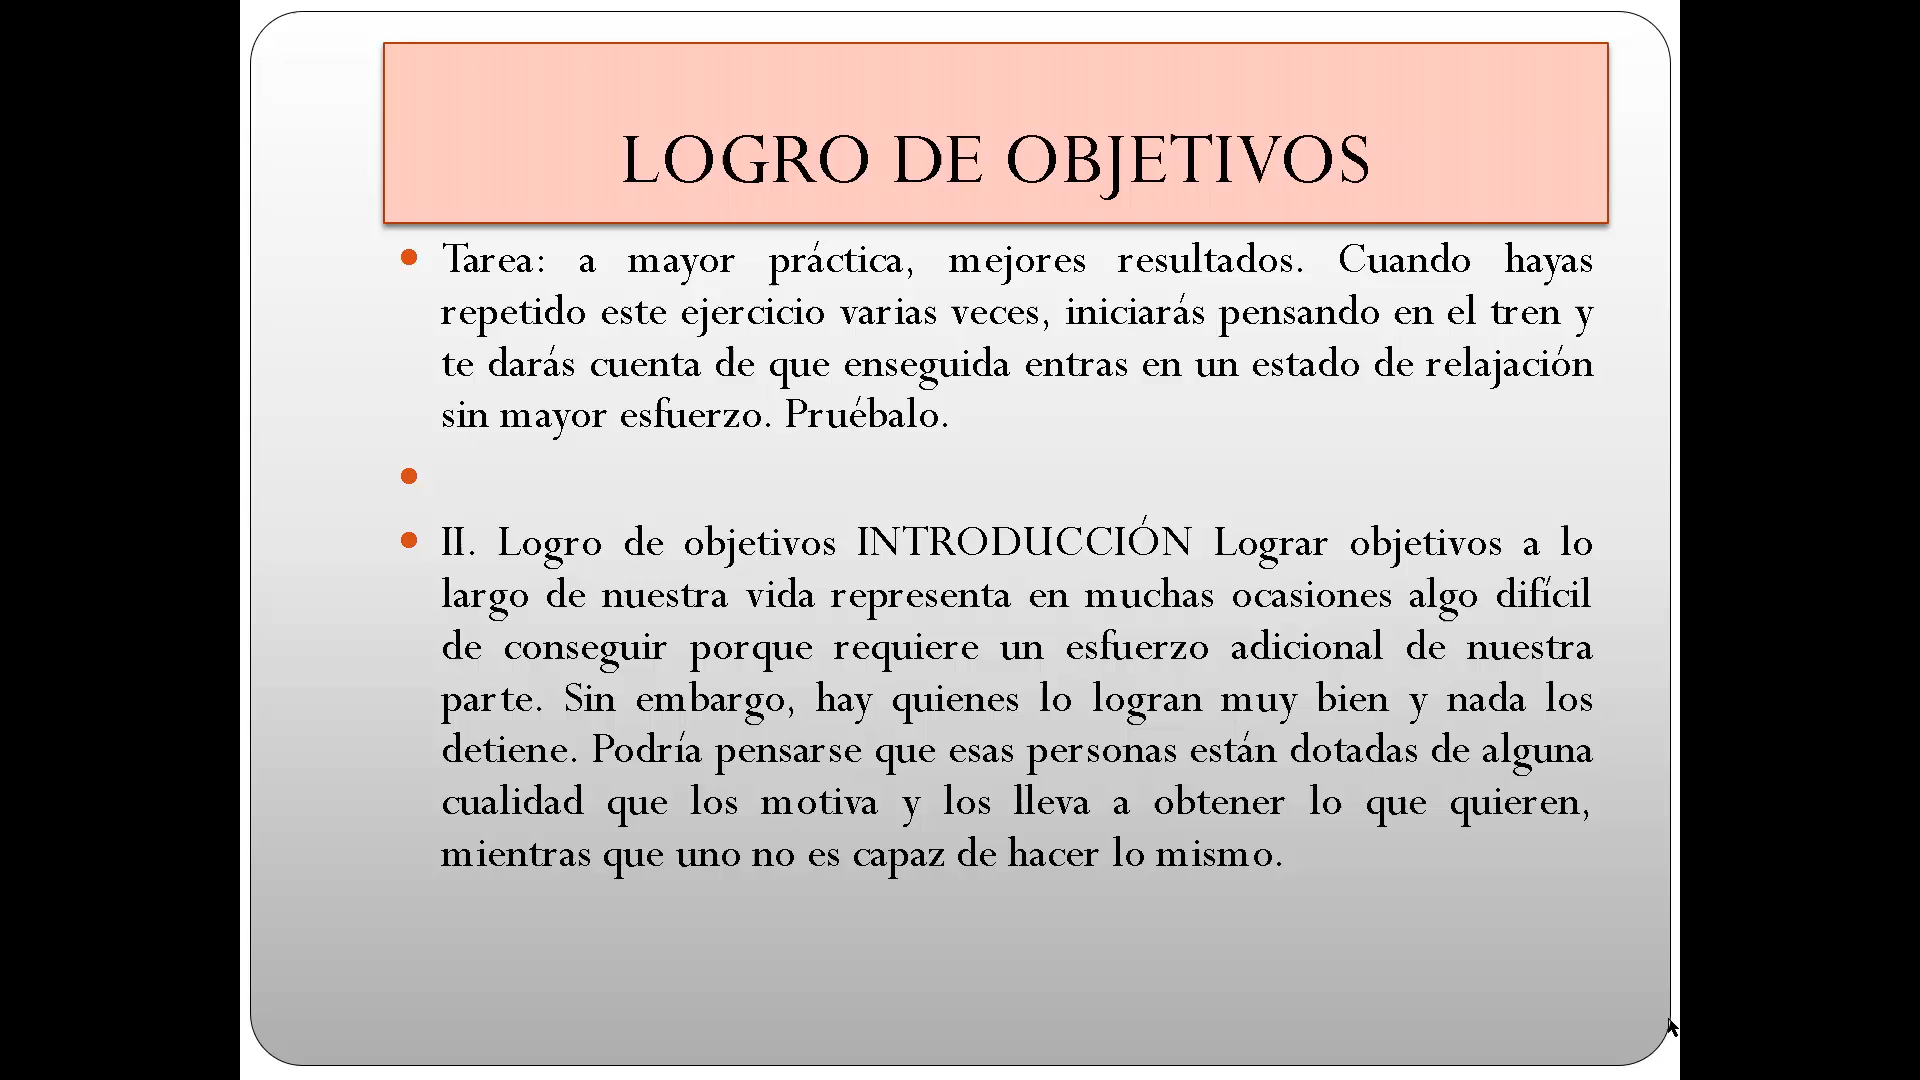 LOGRO DE OBJETIVOS
Tarea: a mayor práctica, mejores resultados. Cuando hayas
repetido este ejercicio varias veces, iniciarás pensando en el tren y
te darás cuenta de que enseguida entras en un estado de relajación
sin mayor esfuerzo. Pruébalo.
II. Logro de objetivos INTRODUCCIÓN Lograr objetivos a lo
largo de nuestra vida representa en muchas ocasiones algo difícil
de conseguir porque requiere un esfuerzo adicional de nuestra
parte. Sin embargo, hay quienes lo logran muy bien y nada los
detiene. Podría pensarse que esas personas están dotadas de alguna
cualidad que los motiva y los lleva a obtener lo que quieren,
mientras que uno no es capaz de hacer lo mismo.